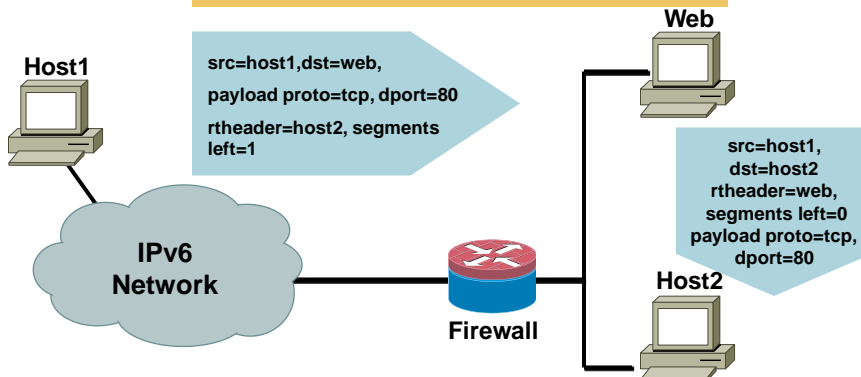 Web
Host1
src=host1,dst=web,
payload proto=tcp, dport=80
rtheader=host2, segments
left=1
src=host1,
dst=host2
rtheader=web,
segments left=0
payload proto=tcp,
dport=80
IPv6
Network
Host2
Firewall